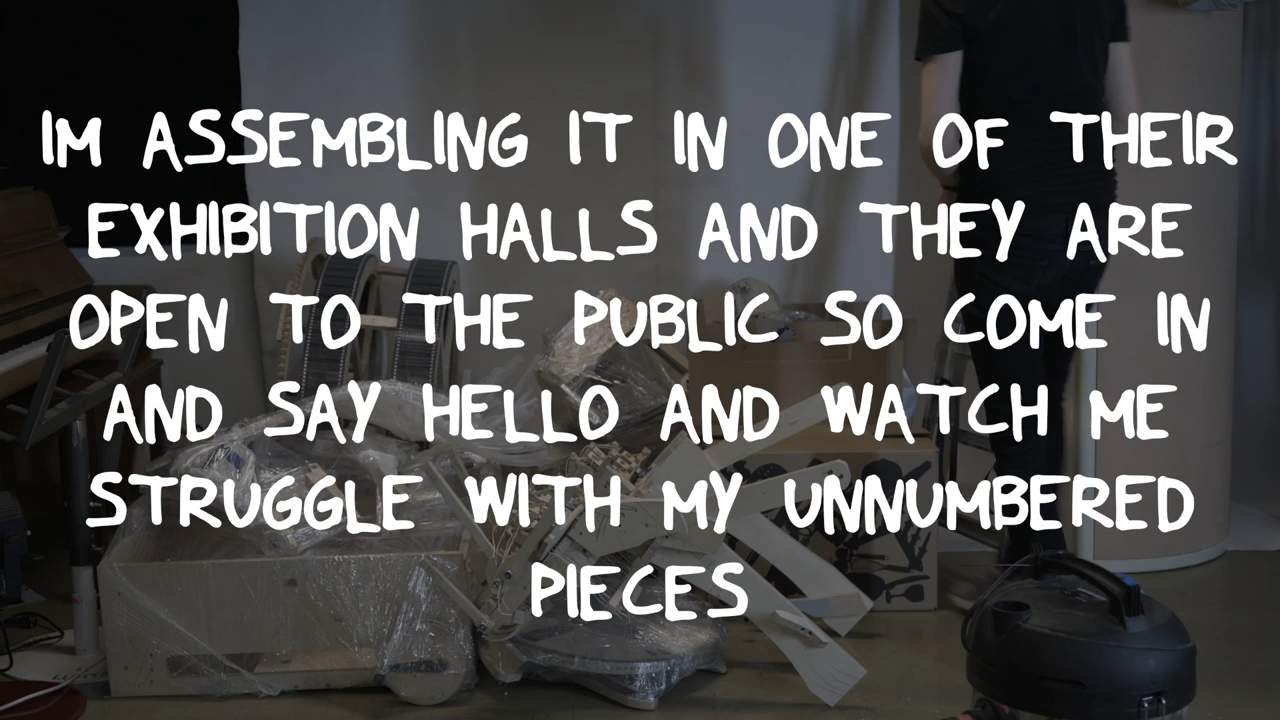 IM ASSEMBLING IT IN ONE OF THEIR
EXHIBITION HALLS AND THEY ARE
OPEN TO THE PUBLIC SO COME IN
AND SAY HELLO AND WATCH ME
STRUGGLE WITH MY UNNUMBERED
PIECES